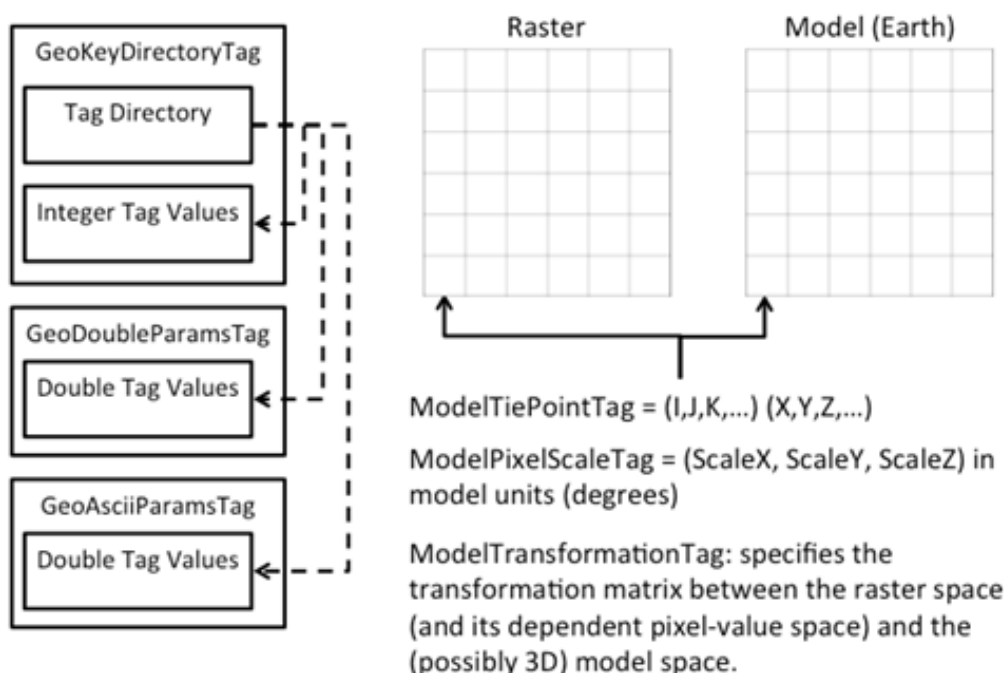 GeoKeyDirectoryTag
Tag Directory
Integer Tag Values
GeoDoubleParamsTag
Double Tag Values
GeoAsciiParamsTag
Double Tag Values
Raster
Model (Earth)
ModelTiePointTag = (I,J,K,...) (X,Y,Z,...)
ModelPixelScaleTag = (ScaleX, ScaleY, ScaleZ) in
model units (degrees)
ModelTransformationTag: specifies the
transformation matrix between the raster space
(and its dependent pixel-value space) and the
(possibly 3D) model space.